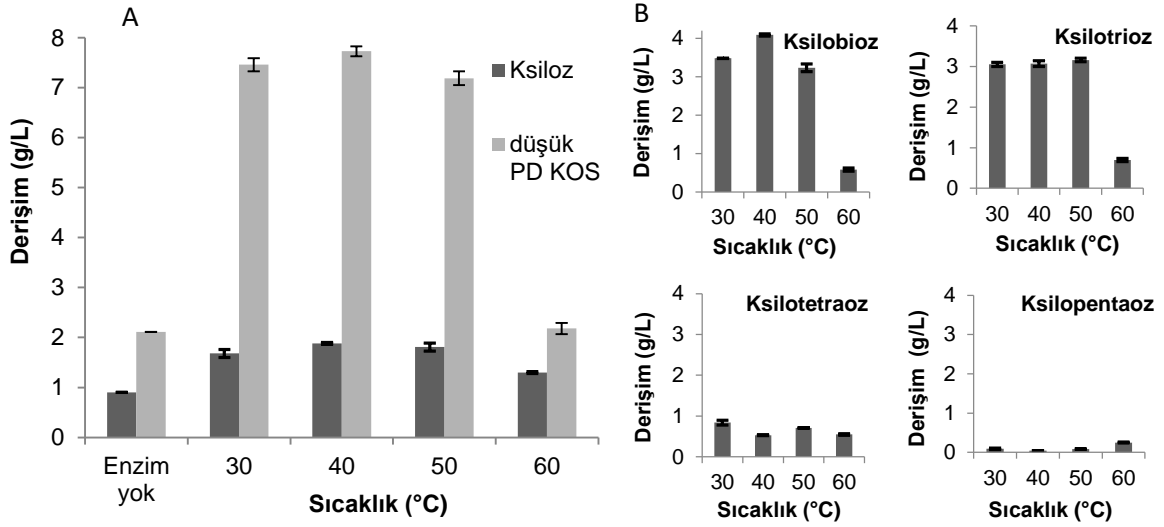 A
8
7
6
5
4
3
2
1
0
Derişim (g/L)
Ksiloz
düşük
PD KOS
Enzim
yok
30
40
50
60
Sıcaklık (°C)
B
Ksilobioz
4
3
2
1
0
Derişim (g/L)
30 40 50 60
Sıcaklık (°C)
Ksilotrioz
4
3
2
1
0
Derişim (g/L)
30 40 50 60
Sıcaklık (°C)
Ksilotetraoz
4
3
2
1
0
Derişim (g/L)
30 40 50 60
Sıcaklık (°C)
Ksilopentaoz
4
3
2
1
0
Derişim (g/L)
30 40 50 60
Sıcaklık (°C)